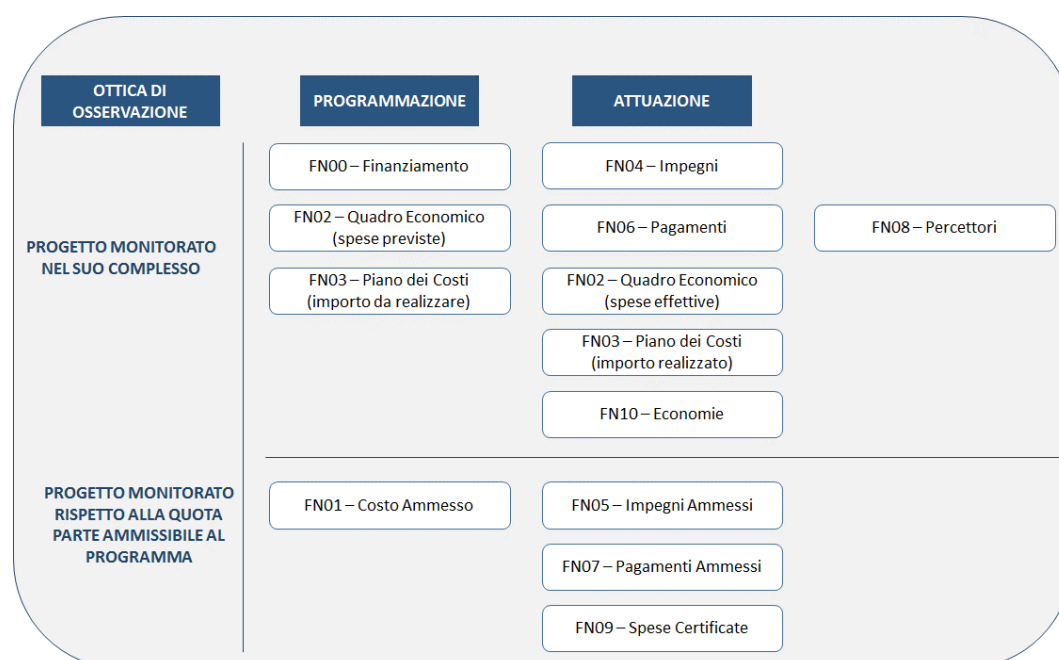 OTTICA DI
OSSERVAZIONE
PROGRAMMAZIONE
ATTUAZIONE
PROGETTO MONITORATO
NEL SUO COMPLESSO
FN00 – Finanziamento
FN04 – Impegni
FN02 – Quadro Economico
(spese previste)
FN06 – Pagamenti
FN08 – Percettori
FN03 – Piano dei Costi
(importo da realizzare)
FN02 – Quadro Economico
(spese effettive)
FN03 – Piano dei Costi
(importo realizzato)
FN10 – Economie
PROGETTO MONITORATO
RISPETTO ALLA QUOTA
PARTE AMMISSIBILE AL
PROGRAMMA
FN01 – Costo Ammesso
FN05 – Impegni Ammessi
FN07 – Pagamenti Ammessi
FN09 – Spese Certificate